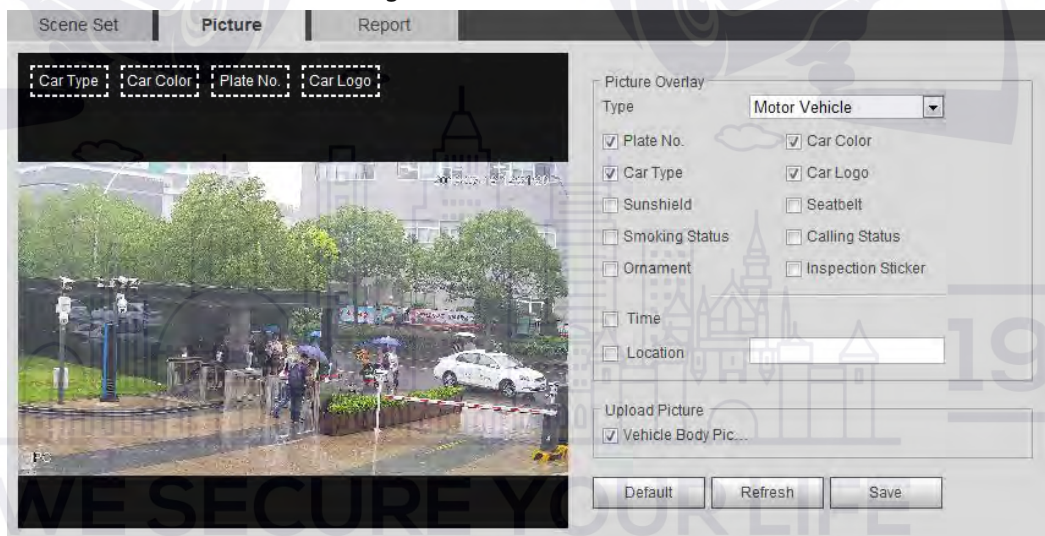 Scene Set Picture Report
Car Type Car Color Plate No. Car Logo
Picture Overlay
Type Motor Vehicle
Plate No. Car Color
Car Type Car Logo
Sunshield Seatbelt
Smoking Status Calling Status
Ornament Inspection Sticker
Time
Location
19
Upload Picture
Vehicle Body Pic...
IPC
Default Refresh Save
WE SECURE YOUR LIFE